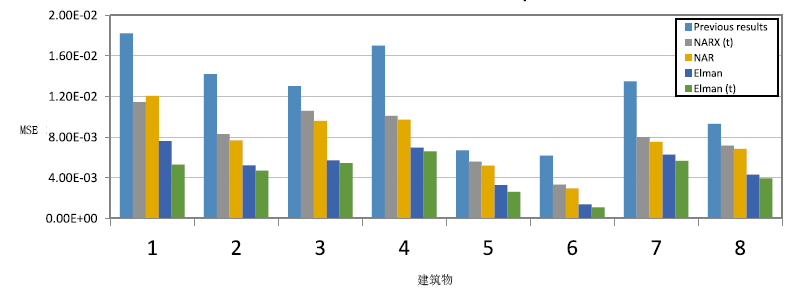 2.00E-02
1.60E-02
1.20E-02
8.00E-03
4.00E-03
0.00E+00
MSE
Previous results
NARX (t)
NAR
Elman
Elman (t)
1 2 3 4 5 6 7 8
建筑物